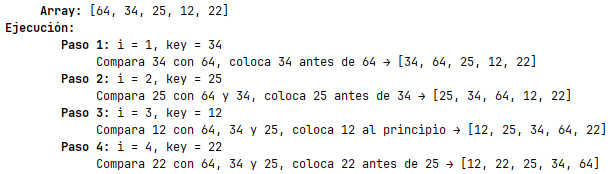 Array: [64, 34, 25, 12, 22]
Ejecución:
Paso 1: i = 1, key = 34
Compara 34 con 64, coloca 34 antes de 64 → [34, 64, 25, 12, 22]
Paso 2: i = 2, key = 25
Compara 25 con 64 y 34, coloca 25 antes de 34 → [25, 34, 64, 12, 22]
Paso 3: i = 3, key = 12
Compara 12 con 64, 34 y 25, coloca 12 al principio → [12, 25, 34, 64, 22]
Paso 4: i = 4, key = 22
Compara 22 con 64, 34 y 25, coloca 22 antes de 25 → [12, 22, 25, 34, 64]